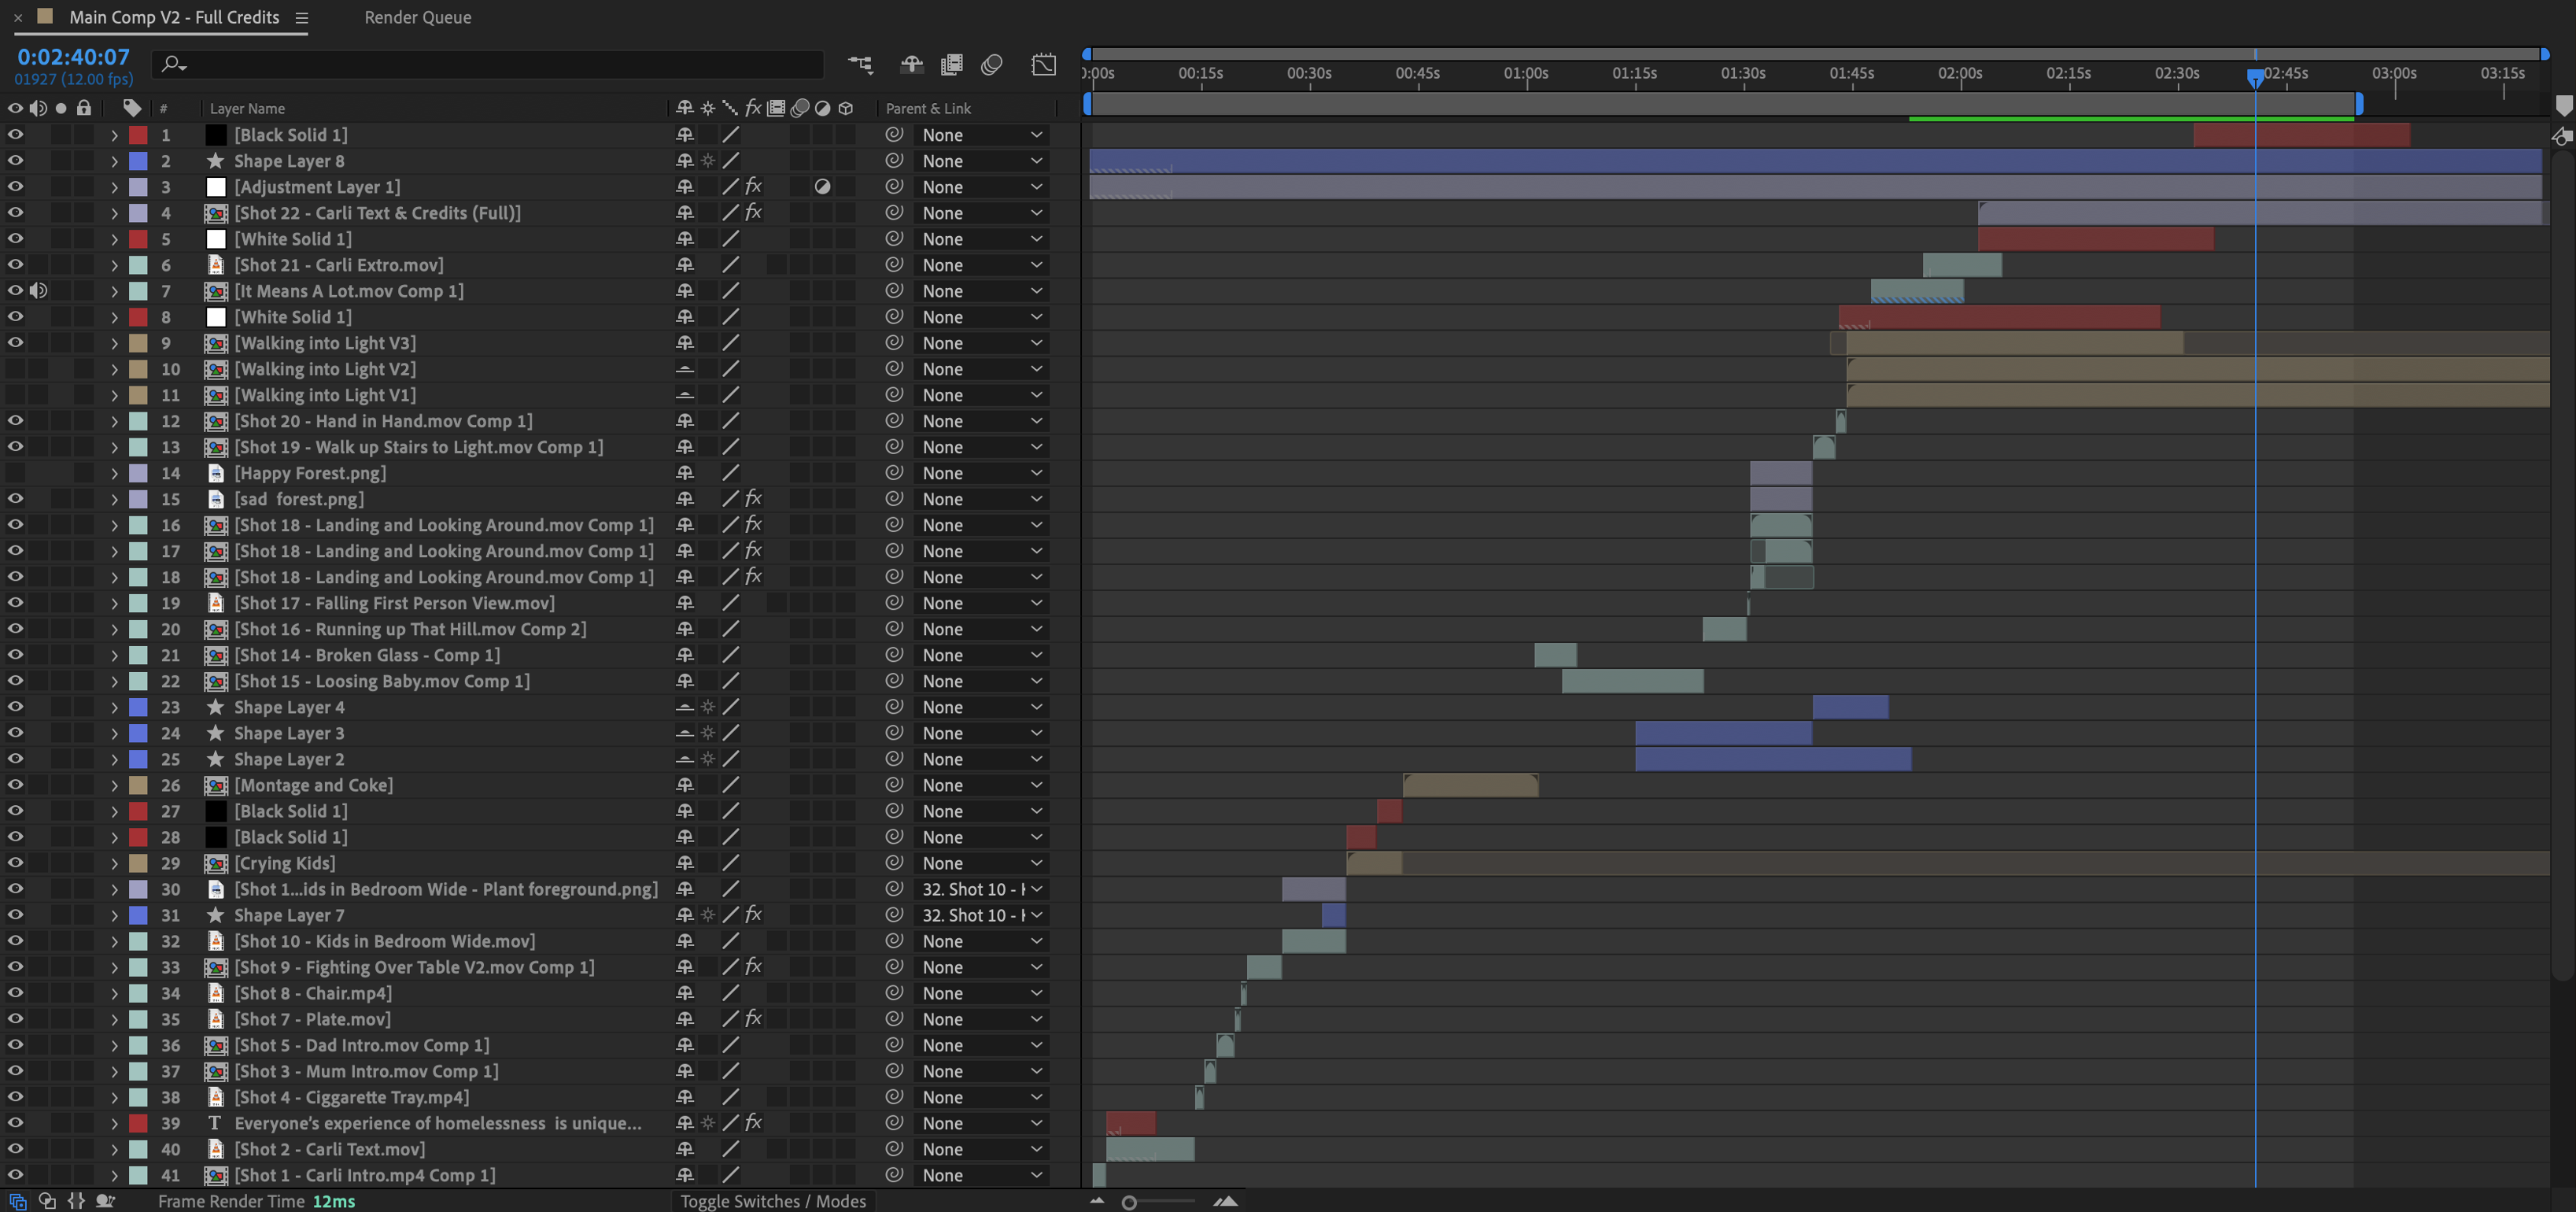 Main Comp V2 - Full Credits
Render Queue
0:02:40:07
01927 (12.00 fps)
0:00s 00:15s 00:30s 00:45s 01:00s 01:15s 01:30s 01:45s 02:00s 02:15s 02:30s 02:45s 03:00s 03:15s
# Layer Name fx Parent & Link
1 [Black Solid 1] None
2 Shape Layer 8 None
3 [Adjustment Layer 1] fx None
4 [Shot 22 - Carli Text & Credits (Full)] fx None
5 [White Solid 1] None
6 [Shot 21 - Carli Extro.mov] None
7 [It Means A Lot.mov Comp 1] None
8 [White Solid 1] None
9 [Walking into Light V3] None
10 [Walking into Light V2] None
11 [Walking into Light V1] None
12 [Shot 20 - Hand in Hand.mov Comp 1] None
13 [Shot 19 - Walk up Stairs to Light.mov Comp 1] None
14 [Happy Forest.png] None
15 [sad  forest.png] fx None
16 [Shot 18 - Landing and Looking Around.mov Comp 1] fx None
17 [Shot 18 - Landing and Looking Around.mov Comp 1] fx None
18 [Shot 18 - Landing and Looking Around.mov Comp 1] fx None
19 [Shot 17 - Falling First Person View.mov] None
20 [Shot 16 - Running up That Hill.mov Comp 2] None
21 [Shot 14 - Broken Glass - Comp 1] None
22 [Shot 15 - Loosing Baby.mov Comp 1] None
23 Shape Layer 4 None
24 Shape Layer 3 None
25 Shape Layer 2 None
26 [Montage and Coke] None
27 [Black Solid 1] None
28 [Black Solid 1] None
29 [Crying Kids] None
30 [Shot 1...ids in Bedroom Wide - Plant foreground.png] 32. Shot 10 -
31 Shape Layer 7 fx 32. Shot 10 -
32 [Shot 10 - Kids in Bedroom Wide.mov] None
33 [Shot 9 - Fighting Over Table V2.mov Comp 1] fx None
34 [Shot 8 - Chair.mp4] None
35 [Shot 7 - Plate.mov] fx None
36 [Shot 5 - Dad Intro.mov Comp 1] None
37 [Shot 3 - Mum Intro.mov Comp 1] None
38 [Shot 4 - Ciggarette Tray.mp4] None
39 T Everyone's experience of homelessness  is unique... fx None
40 [Shot 2 - Carli Text.mov] None
41 [Shot 1 - Carli Intro.mp4 Comp 1] None
Frame Render Time 12ms
Toggle Switches / Modes